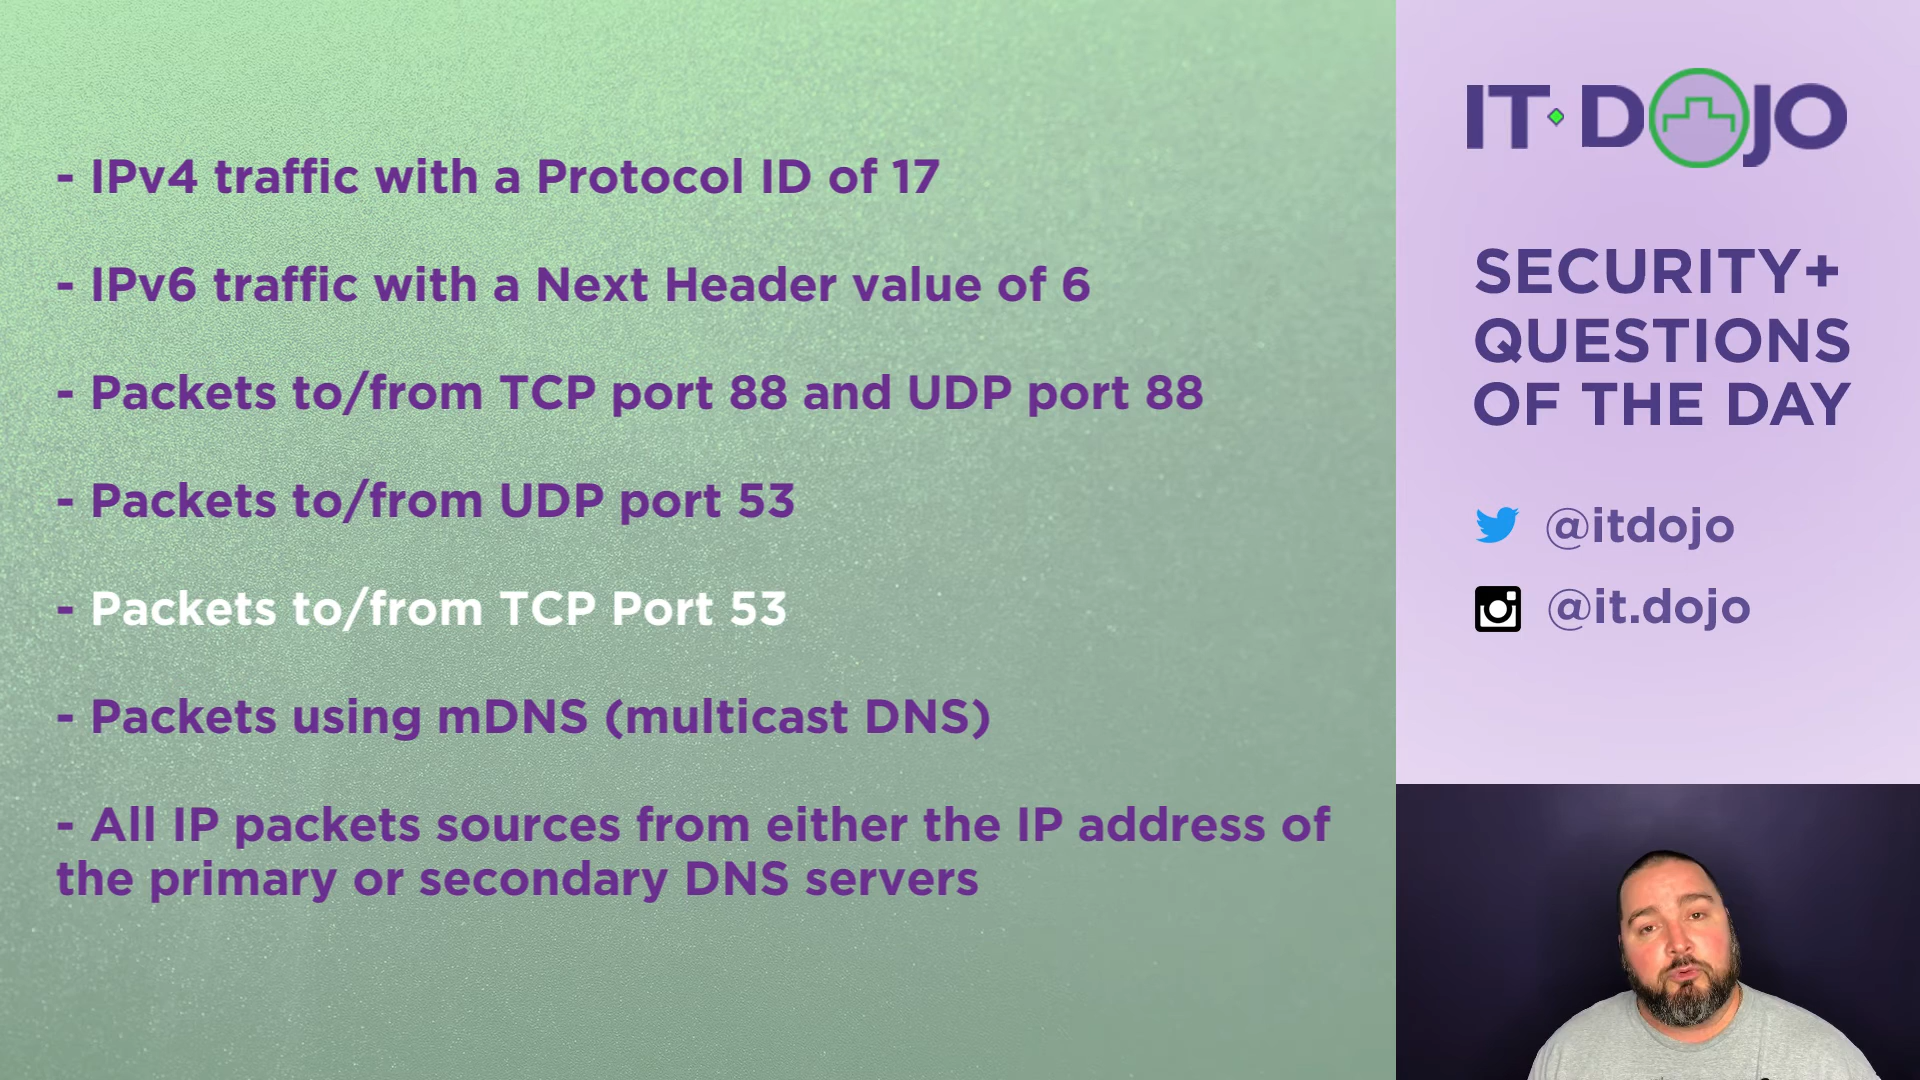 - IPv4 traffic with a Protocol ID of 17
- IPv6 traffic with a Next Header value of 6
- Packets to/from TCP port 88 and UDP port 88
- Packets to/from UDP port 53
- Packets to/from TCP Port 53
- Packets using mDNS (multicast DNS)
- All IP packets sources from either the IP address of
the primary or secondary DNS servers
IT DOJO
SECURITY+
QUESTIONS
OF THE DAY
@itdojo
@it.dojo